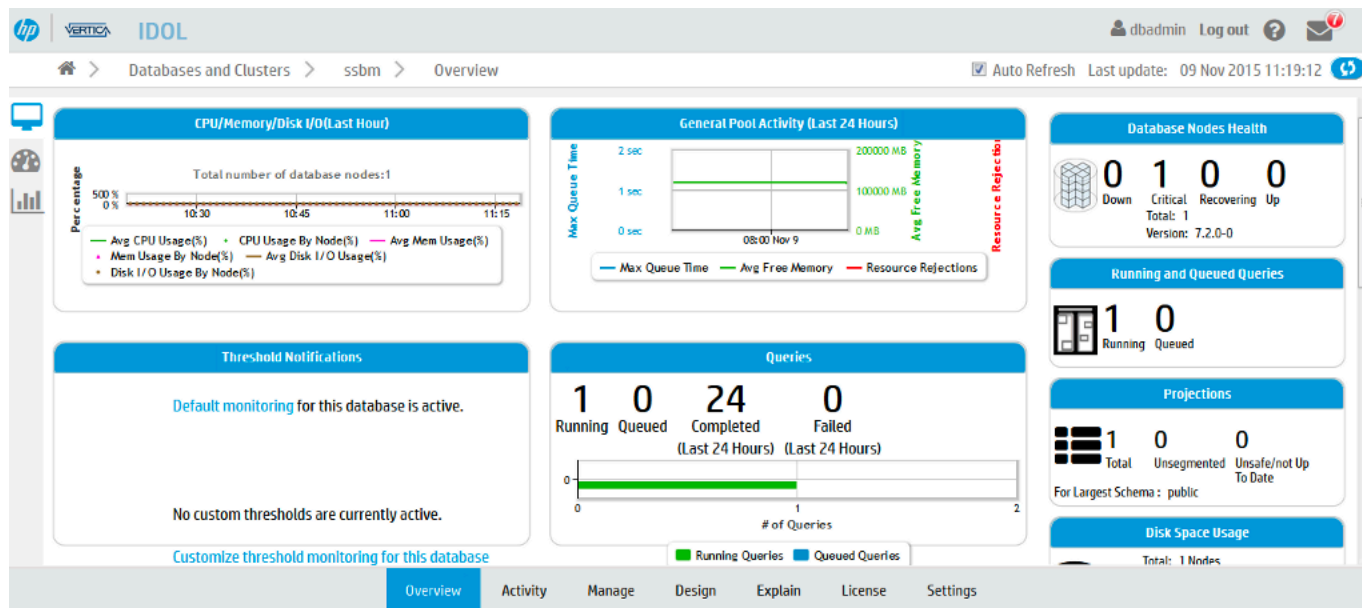 hp VERTICA IDOL dbadmin Log out ? 7
> Databases and Clusters > ssbm > Overview Auto Refresh Last update: 09 Nov 2015 11:19:12
CPU/Memory/Disk I/O(Last Hour)
Total number of database nodes:1
Percentage
500 %
0 %
10:30 10:45 11:00 11:15
Avg CPU Usage(%) CPU Usage By Node(%) Avg Mem Usage(%)
Mem Usage By Node(%) Avg Disk I/O Usage(%)
Disk I/O Usage By Node(%)
General Pool Activity (Last 24 Hours)
Max Queue Time
2 sec
1 sec
0 sec
200000 MB
100000 MB
0 MB
Avg Free Memory
Resource Rejection
08:00 Nov 9
Max Queue Time Avg Free Memory Resource Rejections
Database Nodes Health
0 1 0 0
Down Critical Recovering Up
Total: 1
Version: 7.2.0-0
Running and Queued Queries
1 0
Running Queued
Threshold Notifications
Default monitoring for this database is active.
No custom thresholds are currently active.
Customize threshold monitoring for this database
Queries
1 0 24 0
Running Queued Completed Failed
(Last 24 Hours) (Last 24 Hours)
0
0 1 2
# of Queries
Running Queries Queued Queries
Projections
1 0 0
Total Unsegmented Unsafe/not Up
To Date
For Largest Schema : public
Disk Space Usage
Total: 1 Nodes
Overview Activity Manage Design Explain License Settings